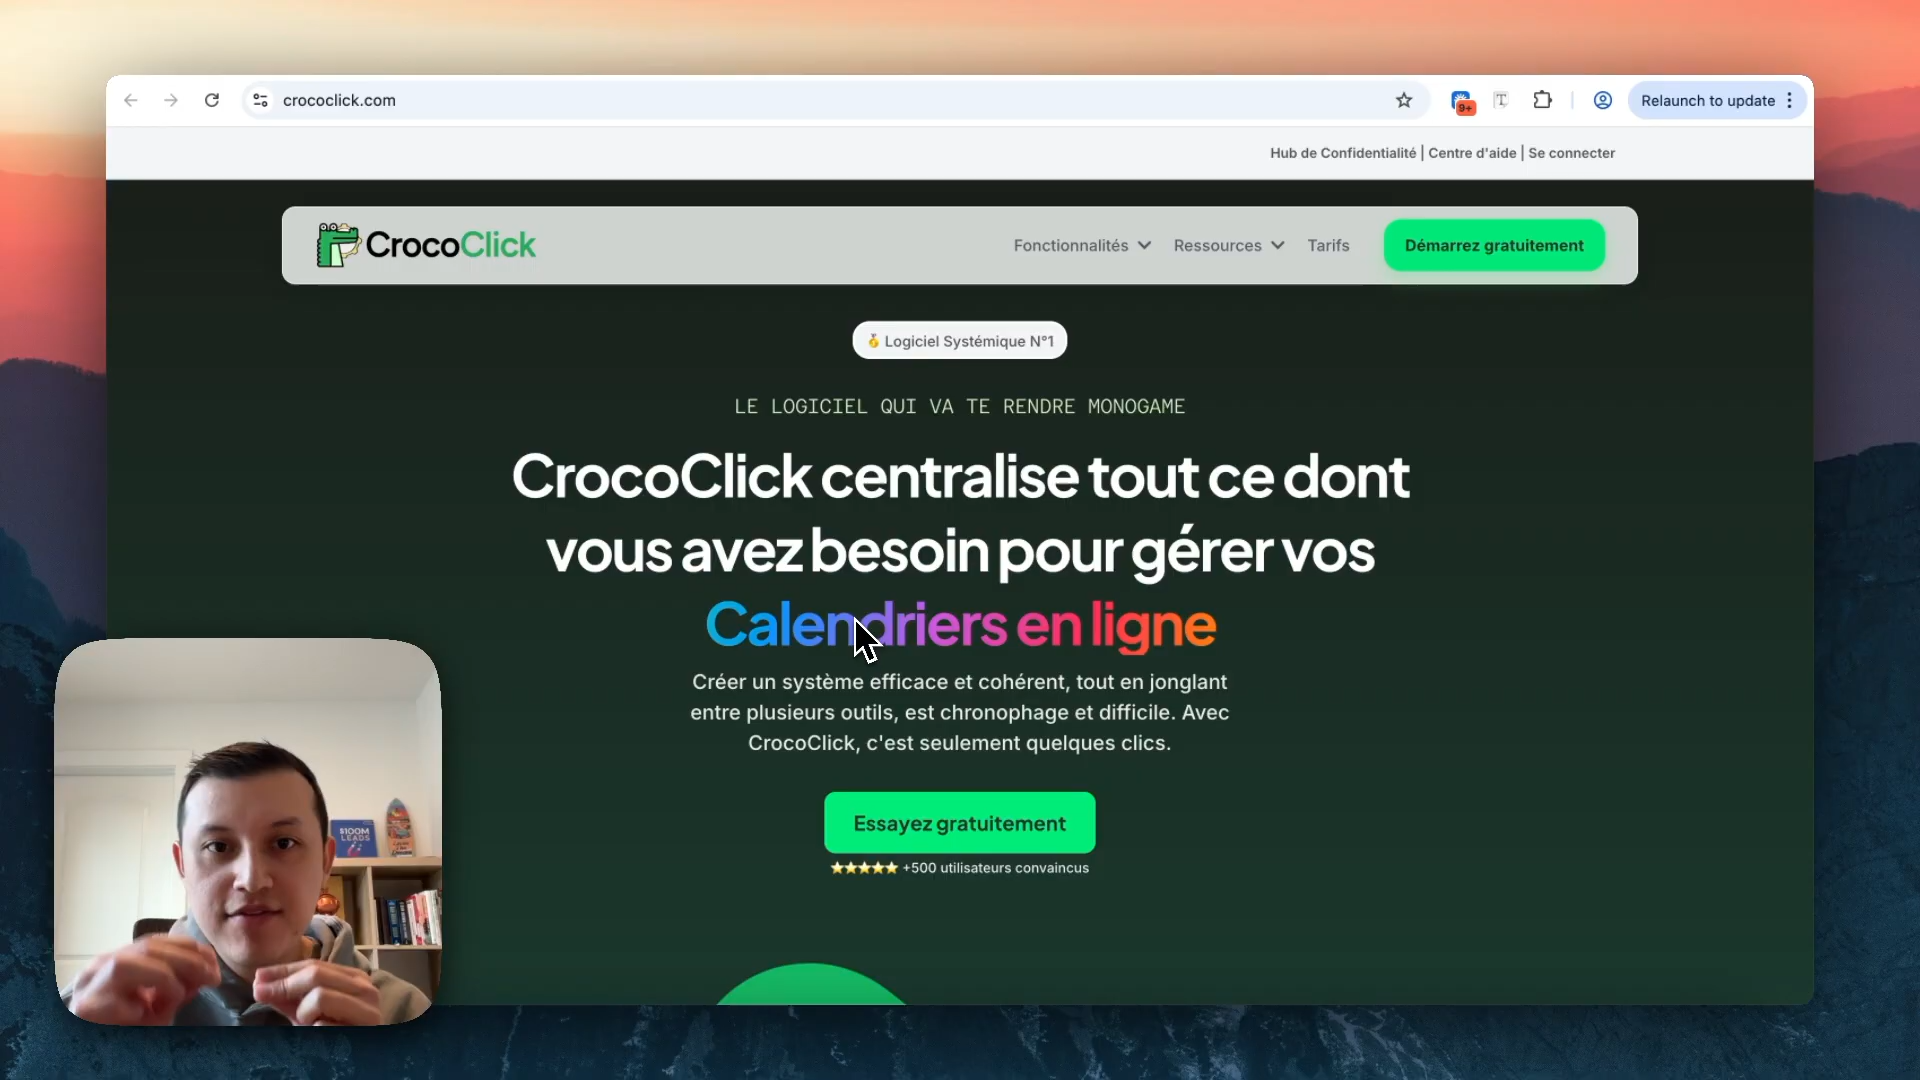 crococlick.com
9+
Relaunch to update
Hub de Confidentialité | Centre d'aide | Se connecter
CrocoClick
Fonctionnalités
Ressources
Tarifs
Démarrez gratuitement
Logiciel Systémique N°1
LE LOGICIEL QUI VA TE RENDRE MONOGAME
CrocoClick centralise tout ce dont
vous avez besoin pour gérer vos
Calendriers en ligne
Créer un système efficace et cohérent, tout en jonglant
entre plusieurs outils, est chronophage et difficile. Avec
CrocoClick, c'est seulement quelques clics.
Essayez gratuitement
+500 utilisateurs convaincus
$100M
LEADS